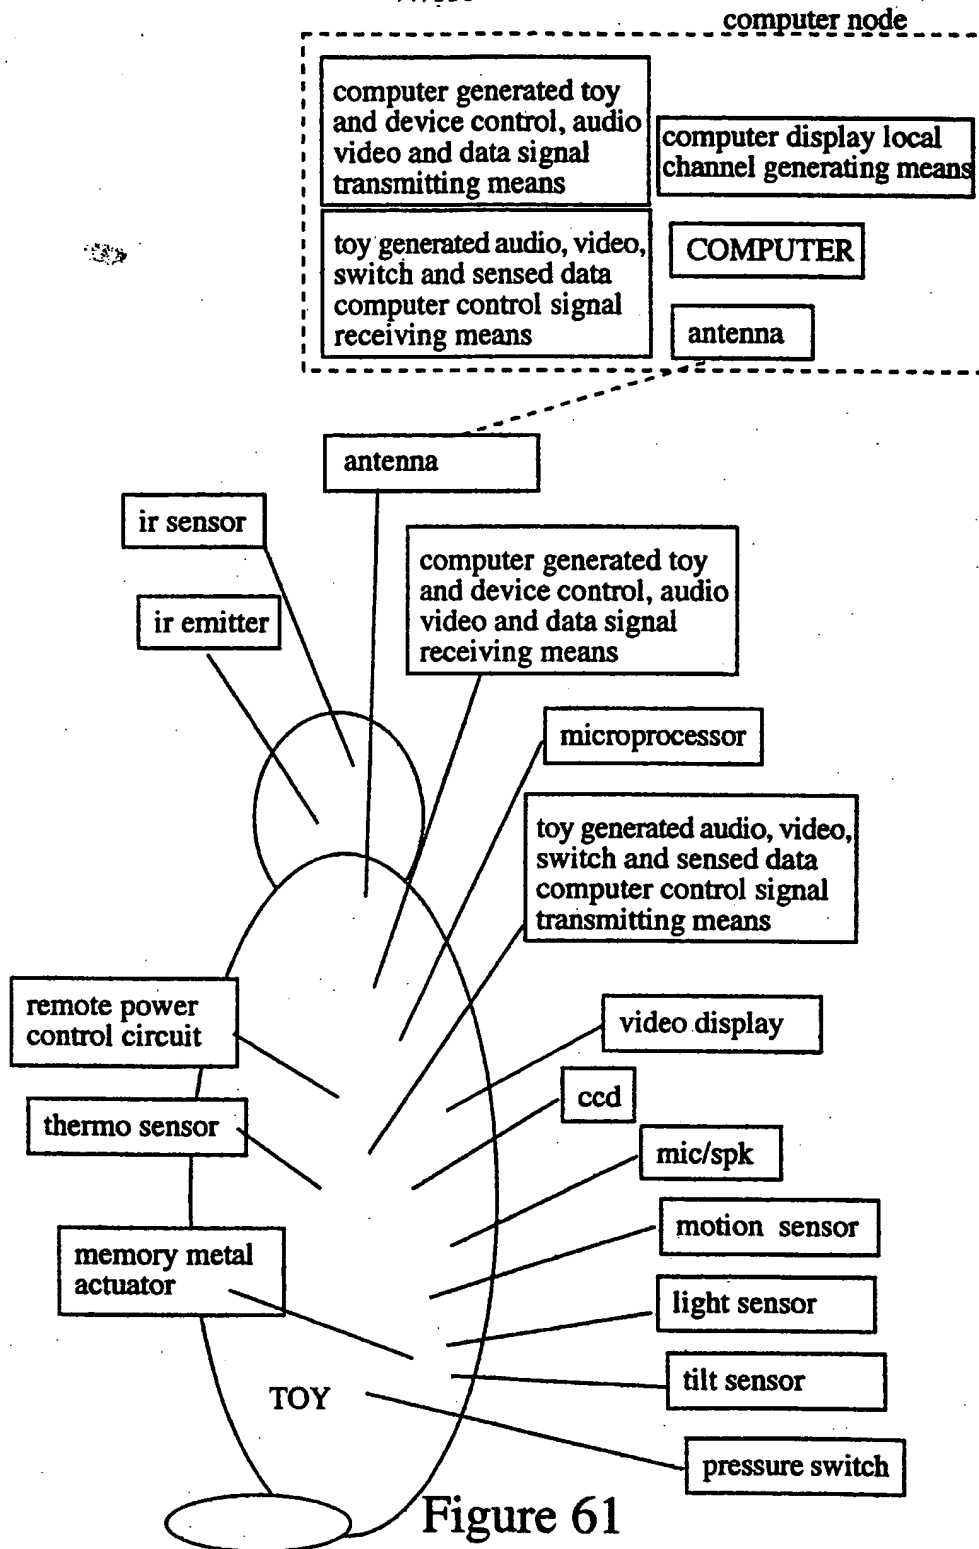 computer node
computer generated toy
and device control, audio
video and data signal
transmitting means
computer display local
channel generating means
toy generated audio, video,
switch and sensed data
computer control signal
receiving means
COMPUTER
antenna
antenna
ir sensor
computer generated toy
and device control, audio
video and data signal
receiving means
ir emitter
microprocessor
toy generated audio, video,
switch and sensed data
computer control signal
transmitting means
remote power
control circuit
video display
ccd
thermo sensor
mic/spk
motion sensor
memory metal
actuator
light sensor
tilt sensor
TOY
pressure switch
Figure 61